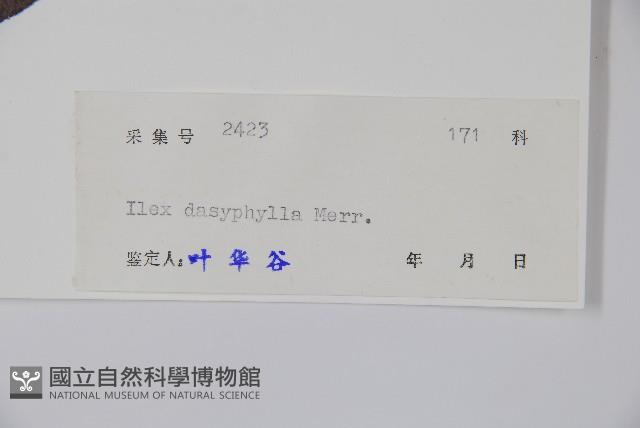 采集号 2423 171 科
Ilex dasyphylla Merr.
鉴定人:叶华谷 年 月 日
國立自然科學博物館
NATIONAL MUSEUM OF NATURAL SCIENCE